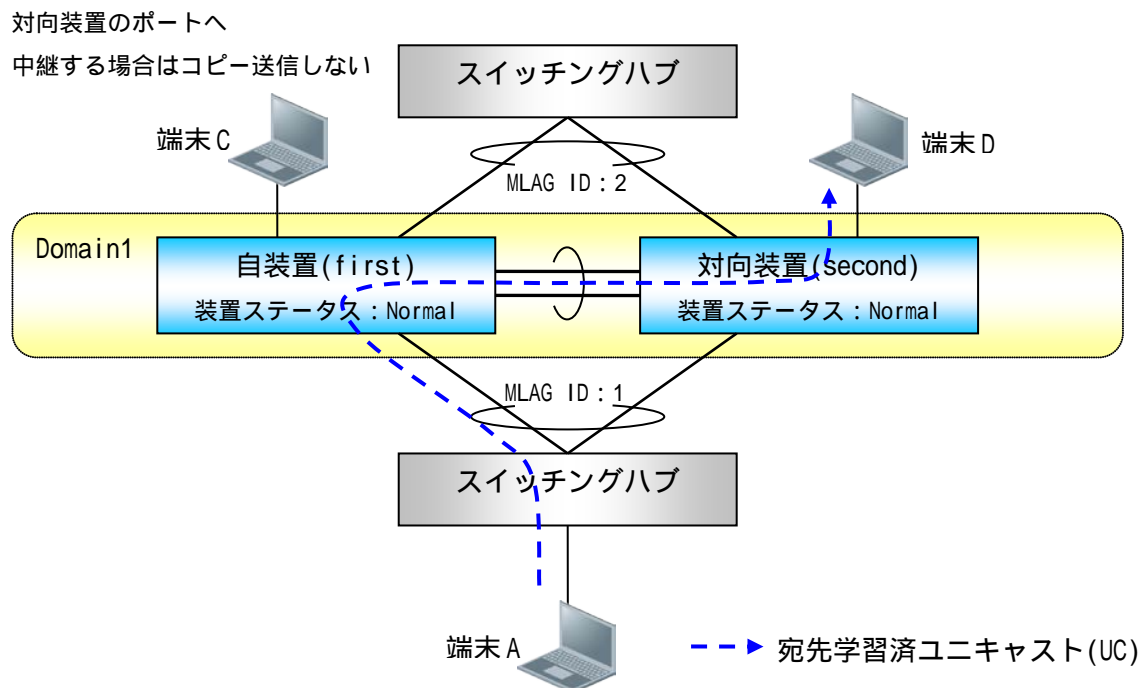 対向装置のポートへ
中継する場合はコピー送信しない
スイッチングハブ
端末C
端末D
MLAG ID:2
Domain1
自装置(first)
対向装置(second)
装置ステータス:Normal
装置ステータス:Normal
MLAG ID:1
スイッチングハブ
端末A
宛先学習済ユニキャスト(UC)